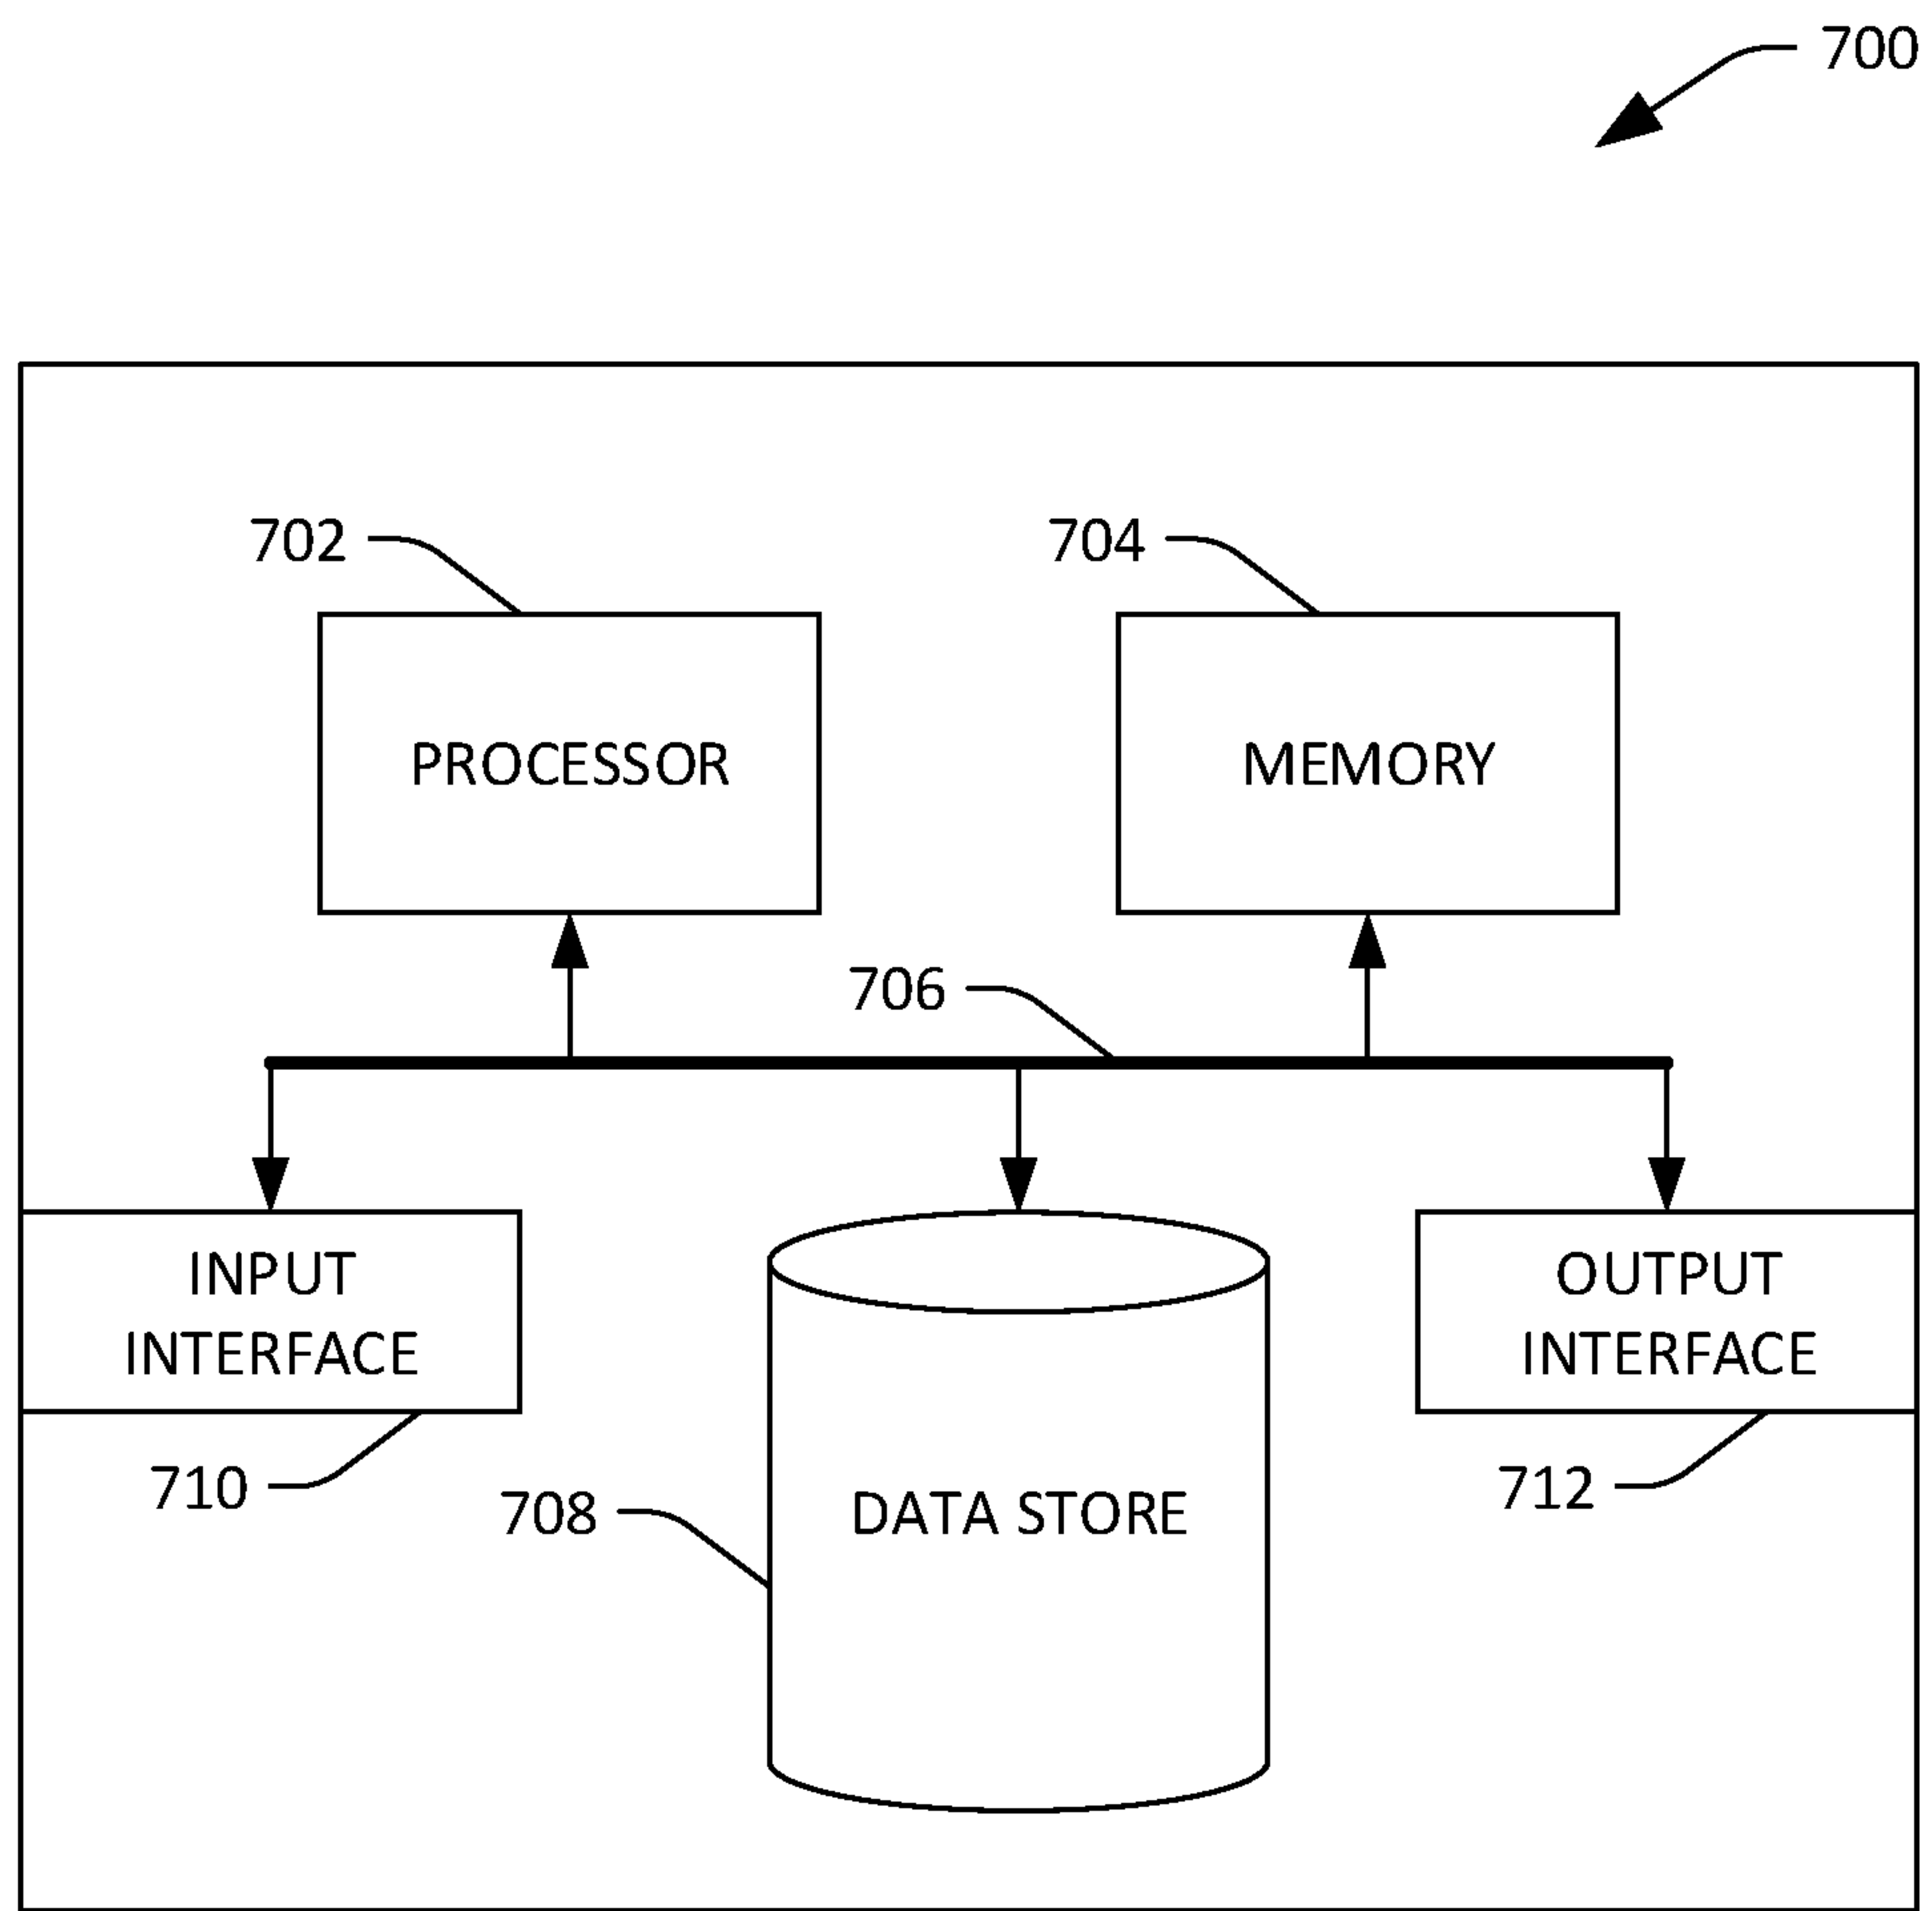 700
702
704
PROCESSOR
MEMORY
706
INPUT
INTERFACE
OUTPUT
INTERFACE
710
708
DATA STORE
712